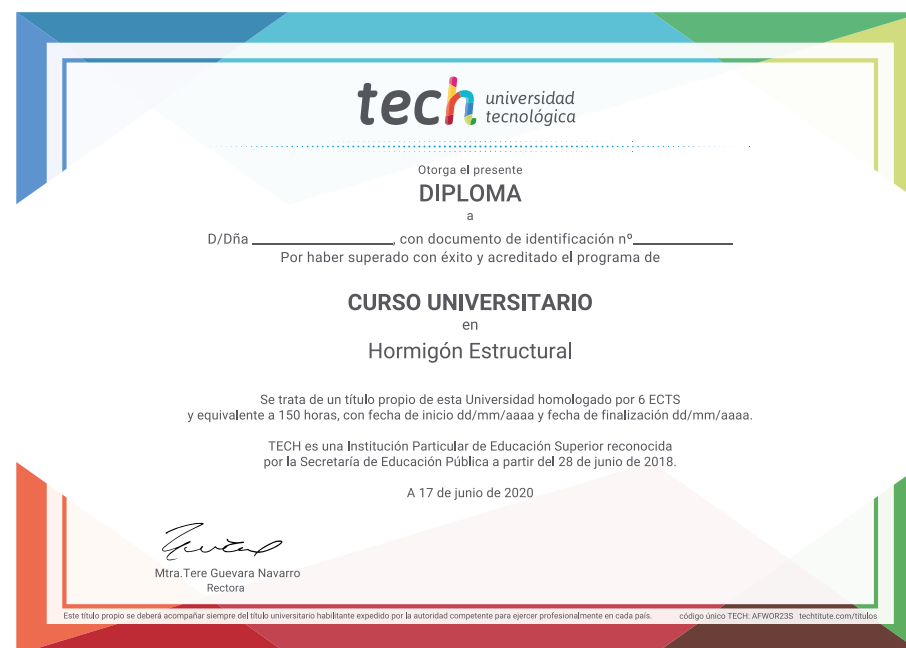 tech universidad
tecnológica
Otorga el presente
DIPLOMA
a
D/Dña ________________, con documento de identificación nº____________
Por haber superado con éxito y acreditado el programa de
CURSO UNIVERSITARIO
en
Hormigón Estructural
Se trata de un título propio de esta Universidad homologado por 6 ECTS
y equivalente a 150 horas, con fecha de inicio dd/mm/aaaa y fecha de finalización dd/mm/aaaa.
TECH es una Institución Particular de Educación Superior reconocida
por la Secretaría de Educación Pública a partir del 28 de junio de 2018.
A 17 de junio de 2020
Mtra.Tere Guevara Navarro
Rectora
Este título propio se deberá acompañar siempre del título universitario habilitante expedido por la autoridad competente para ejercer profesionalmente en cada país. código único TECH: AFWOR23S techtitute.com/titulos